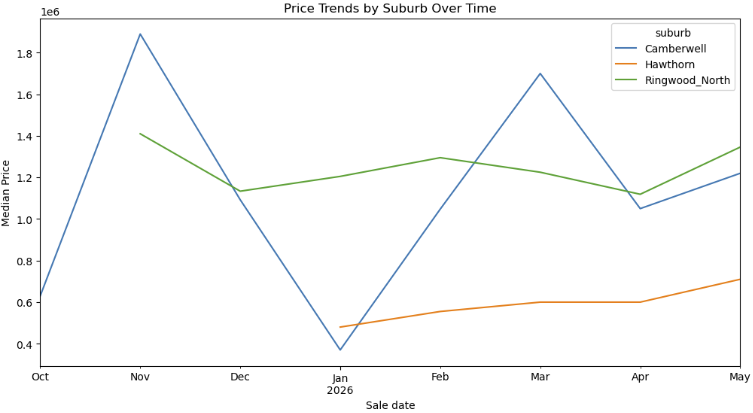 Price Trends by Suburb Over Time
1e6
suburb
Camberwell
Hawthorn
Ringwood_North
1.8
1.6
1.4
1.2
1.0
0.8
0.6
0.4
Median Price
Oct
Nov
Dec
Jan
2026
Feb
Mar
Apr
May
Sale date